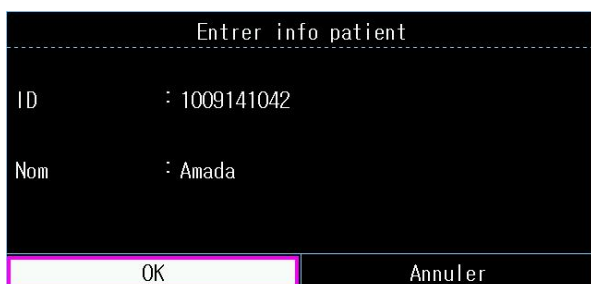 Entrer info patient
ID : 1009141042
Nom : Amada
OK Annuler